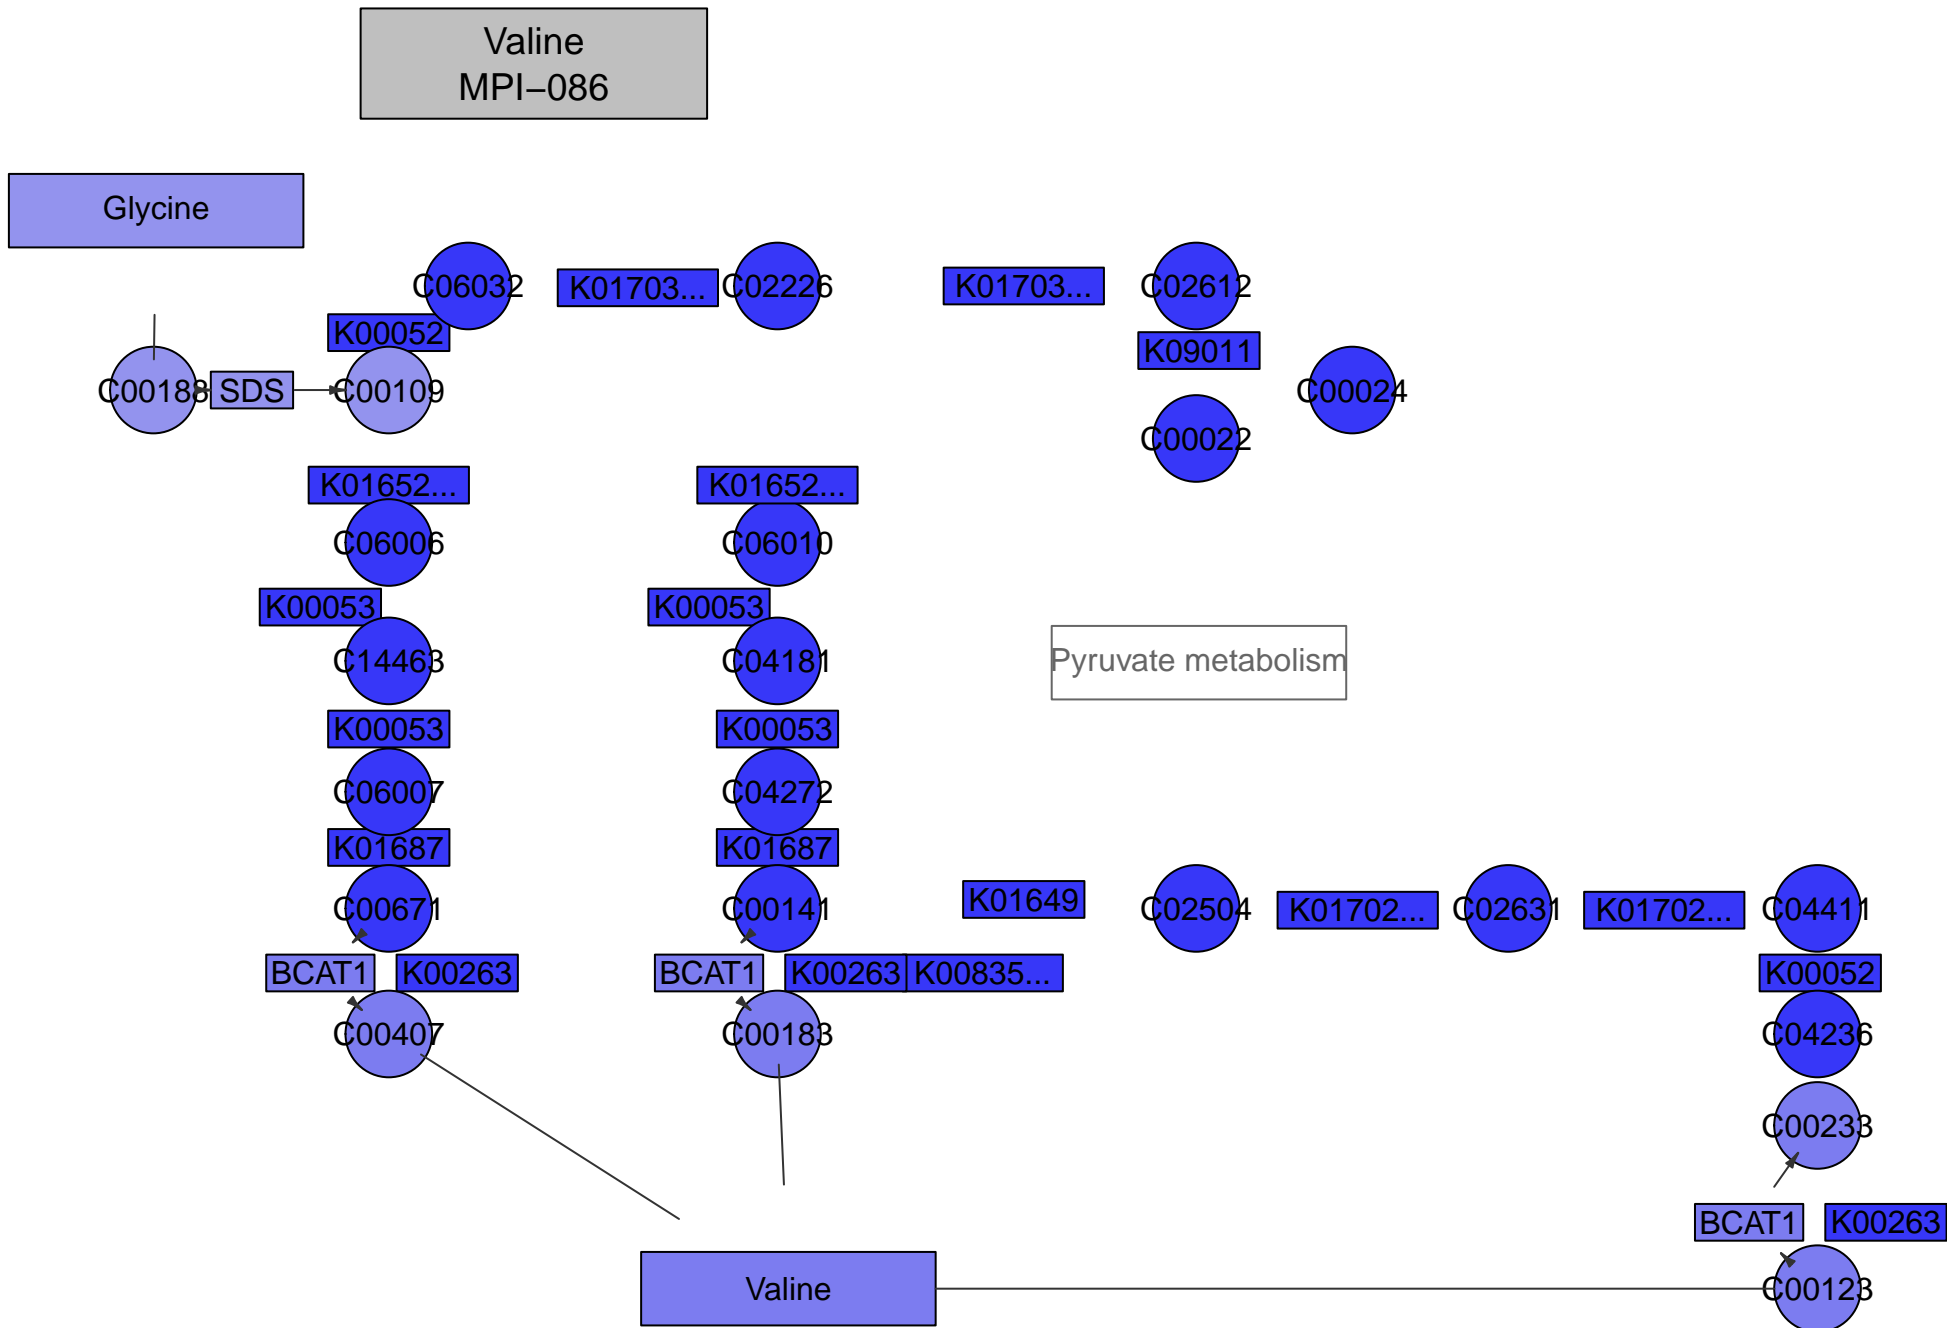 Valine
MPI−086
Glycine
C06032
K01703...
C02226
K01703...
C02612
K00052
K09011
C00188
SDS
C00109
C00024
C00022
K01652...
K01652...
C06006
C06010
K00053
K00053
C14463
C04181
Pyruvate metabolism
K00053
K00053
C06007
C04272
K01687
K01687
C00671
C00141
K01649
C02504
K01702...
C02631
K01702...
C04411
BCAT1
K00263
BCAT1
K00263
K00835...
K00052
C00407
C00183
C04236
C00233
BCAT1
K00263
Valine
C00123